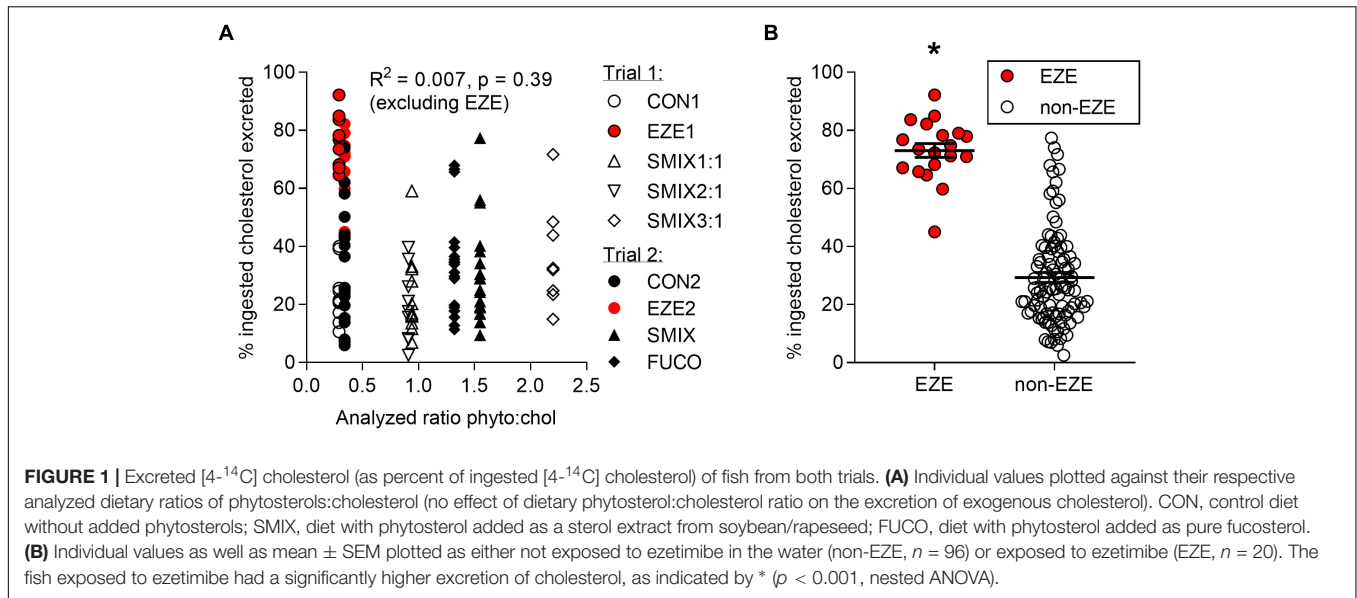 A
% ingested cholesterol excreted
100
80
60
40
20
0
0.0 0.5 1.0 1.5 2.0 2.5
Analyzed ratio phyto:chol
R² = 0.007, p = 0.39
(excluding EZE)
Trial 1:
CON1
EZE1
SMIX1:1
SMIX2:1
SMIX3:1
Trial 2:
CON2
EZE2
SMIX
FUCO
B
*
% ingested cholesterol excreted
100
80
60
40
20
0
EZE non-EZE
EZE
non-EZE
FIGURE 1 | Excreted [4-¹⁴C] cholesterol (as percent of ingested [4-¹⁴C] cholesterol) of fish from both trials. (A) Individual values plotted against their respective
analyzed dietary ratios of phytosterols:cholesterol (no effect of dietary phytosterol:cholesterol ratio on the excretion of exogenous cholesterol). CON, control diet
without added phytosterols; SMIX, diet with phytosterol added as a sterol extract from soybean/rapeseed; FUCO, diet with phytosterol added as pure fucosterol.
(B) Individual values as well as mean ± SEM plotted as either not exposed to ezetimibe in the water (non-EZE, n = 96) or exposed to ezetimibe (EZE, n = 20). The
fish exposed to ezetimibe had a significantly higher excretion of cholesterol, as indicated by * (p < 0.001, nested ANOVA).